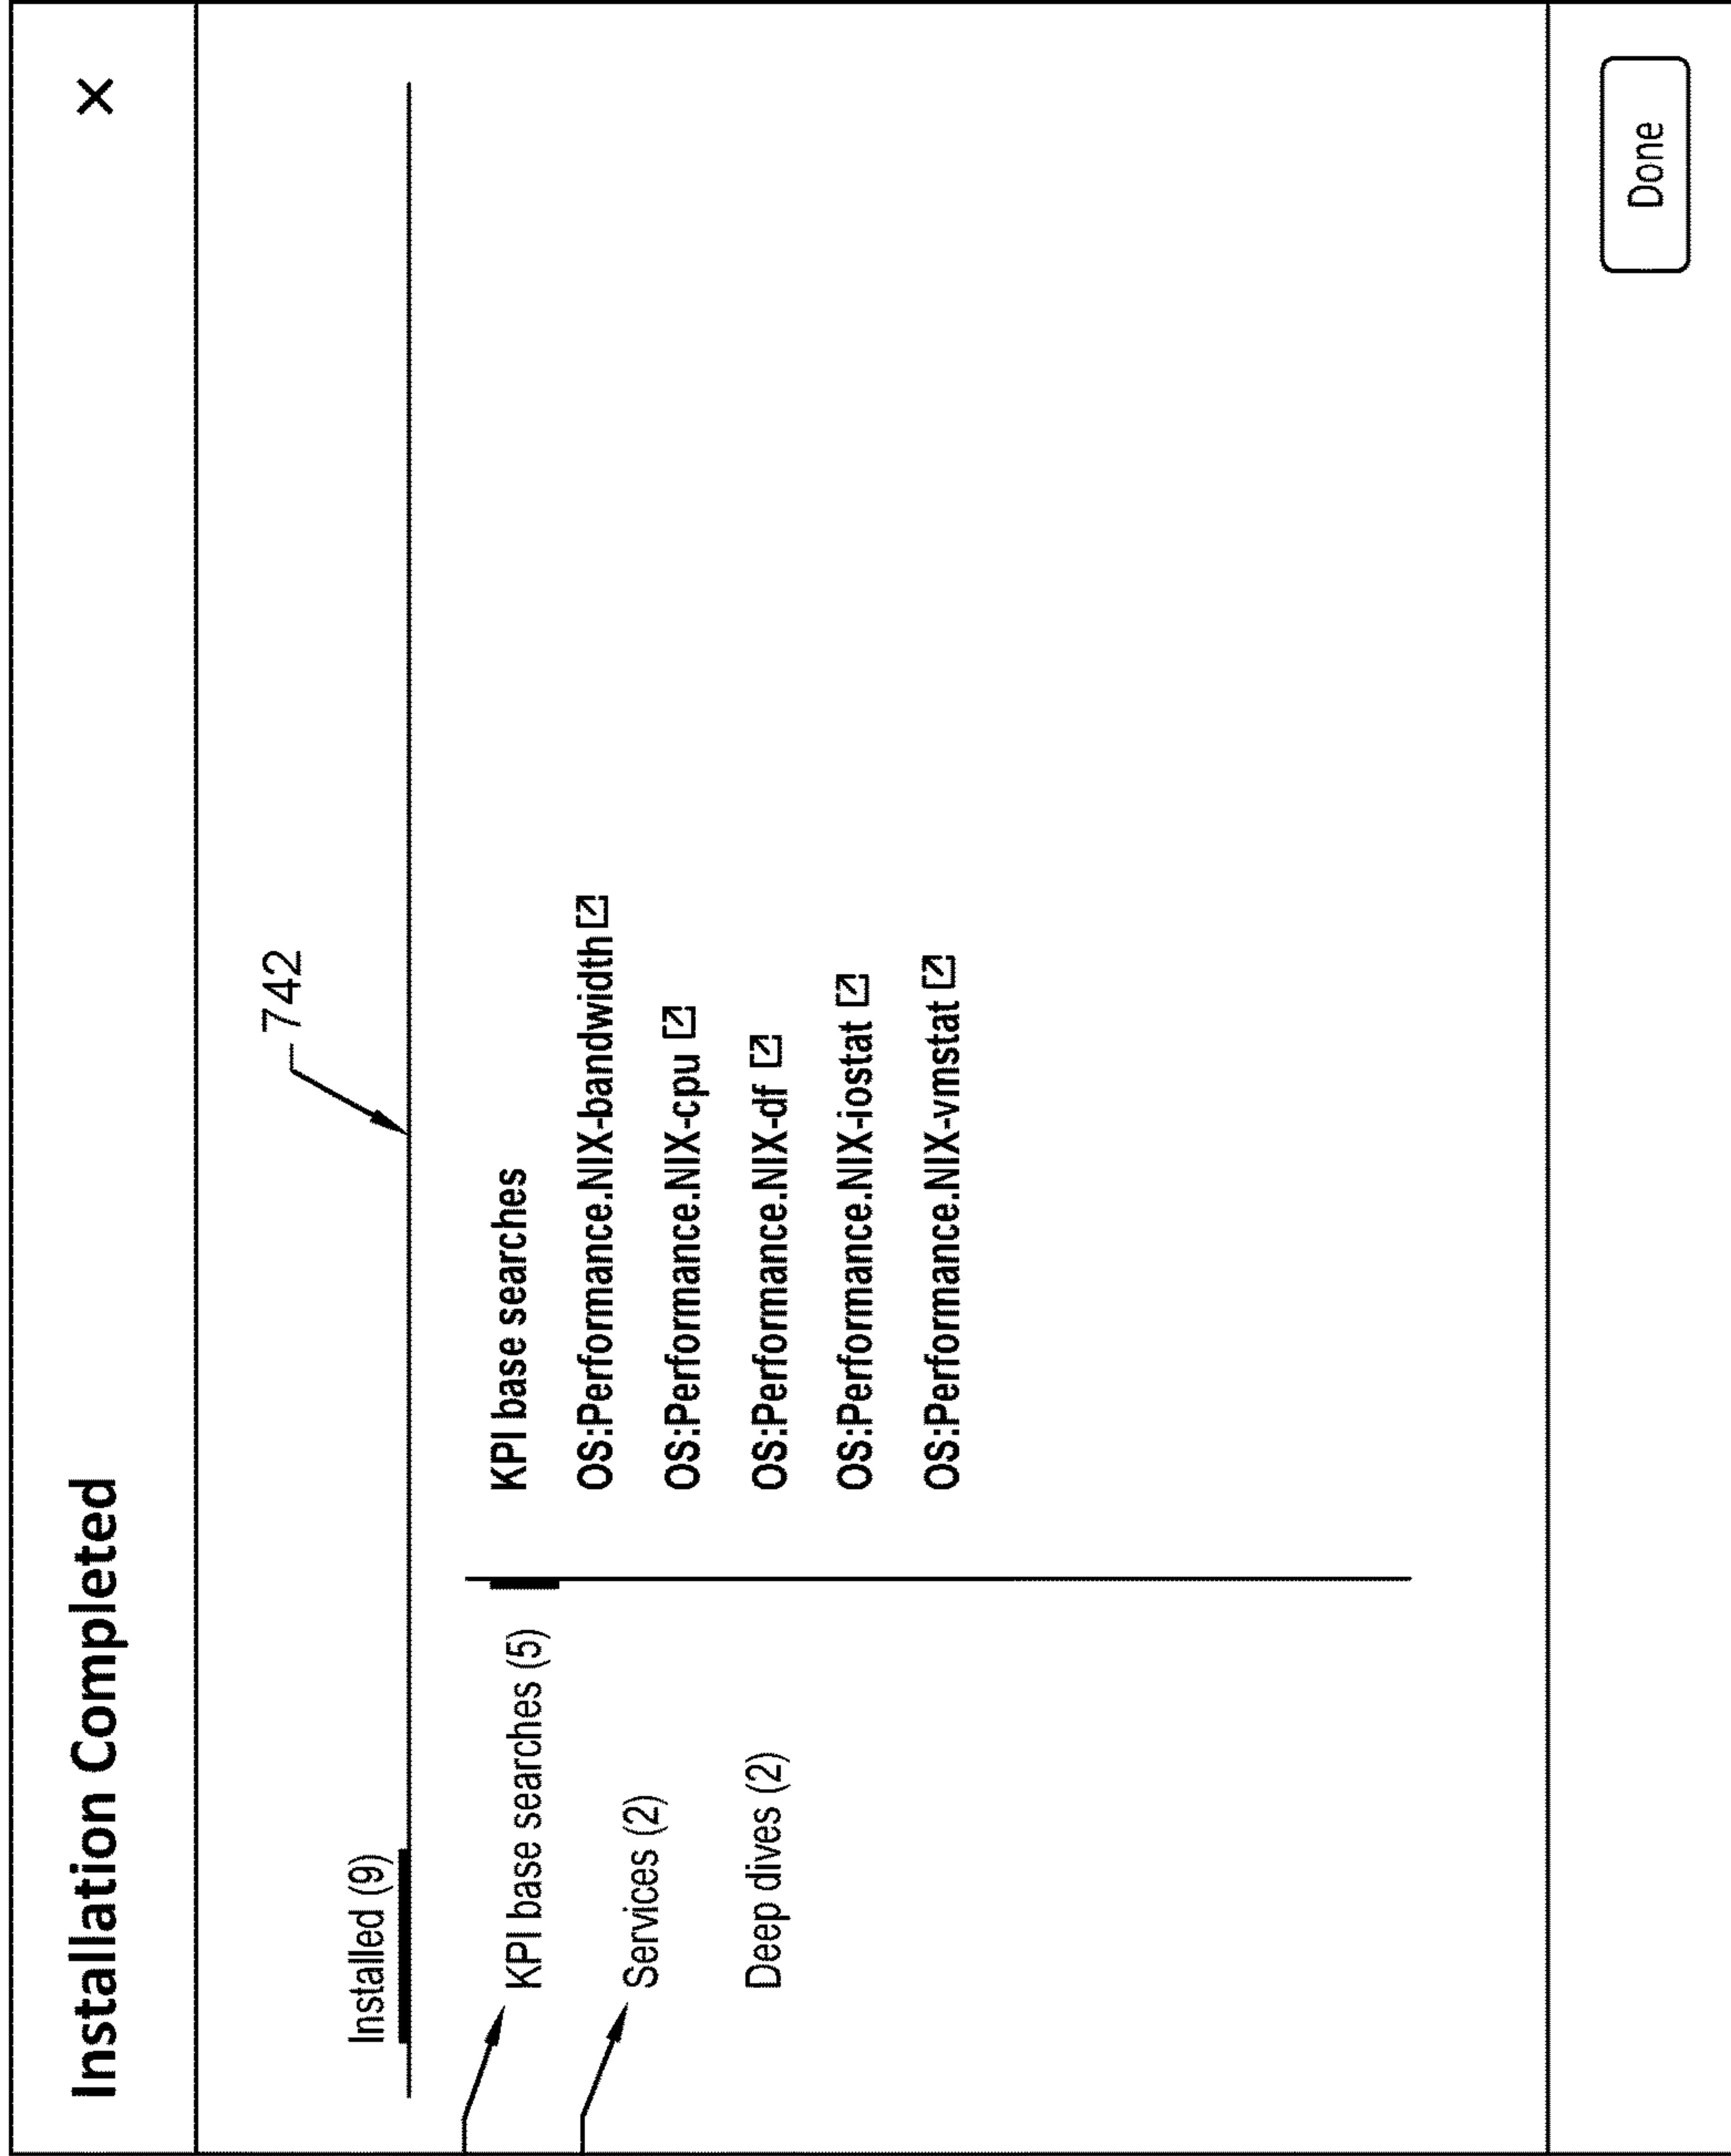 Installation Completed
X
742
Installed (9)
KPI base searches (5)
Services (2)
Deep dives (2)
KPI base searches
OS:Performance.NIX-bandwidth
OS:Performance.NIX-cpu
OS:Performance.NIX-df
OS:Performance.NIX-iostat
OS:Performance.NIX-vmstat
Done